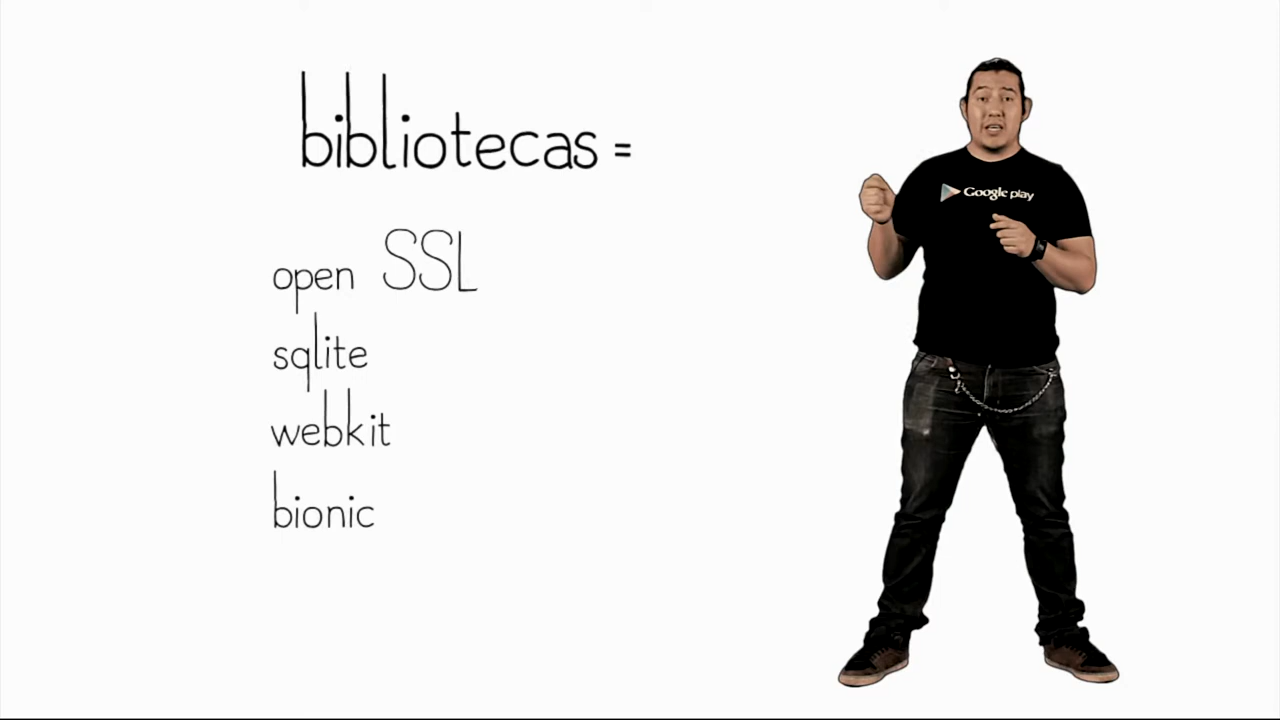 bibliotecas =
Google play
open SSL
sqlite
webkit
bionic